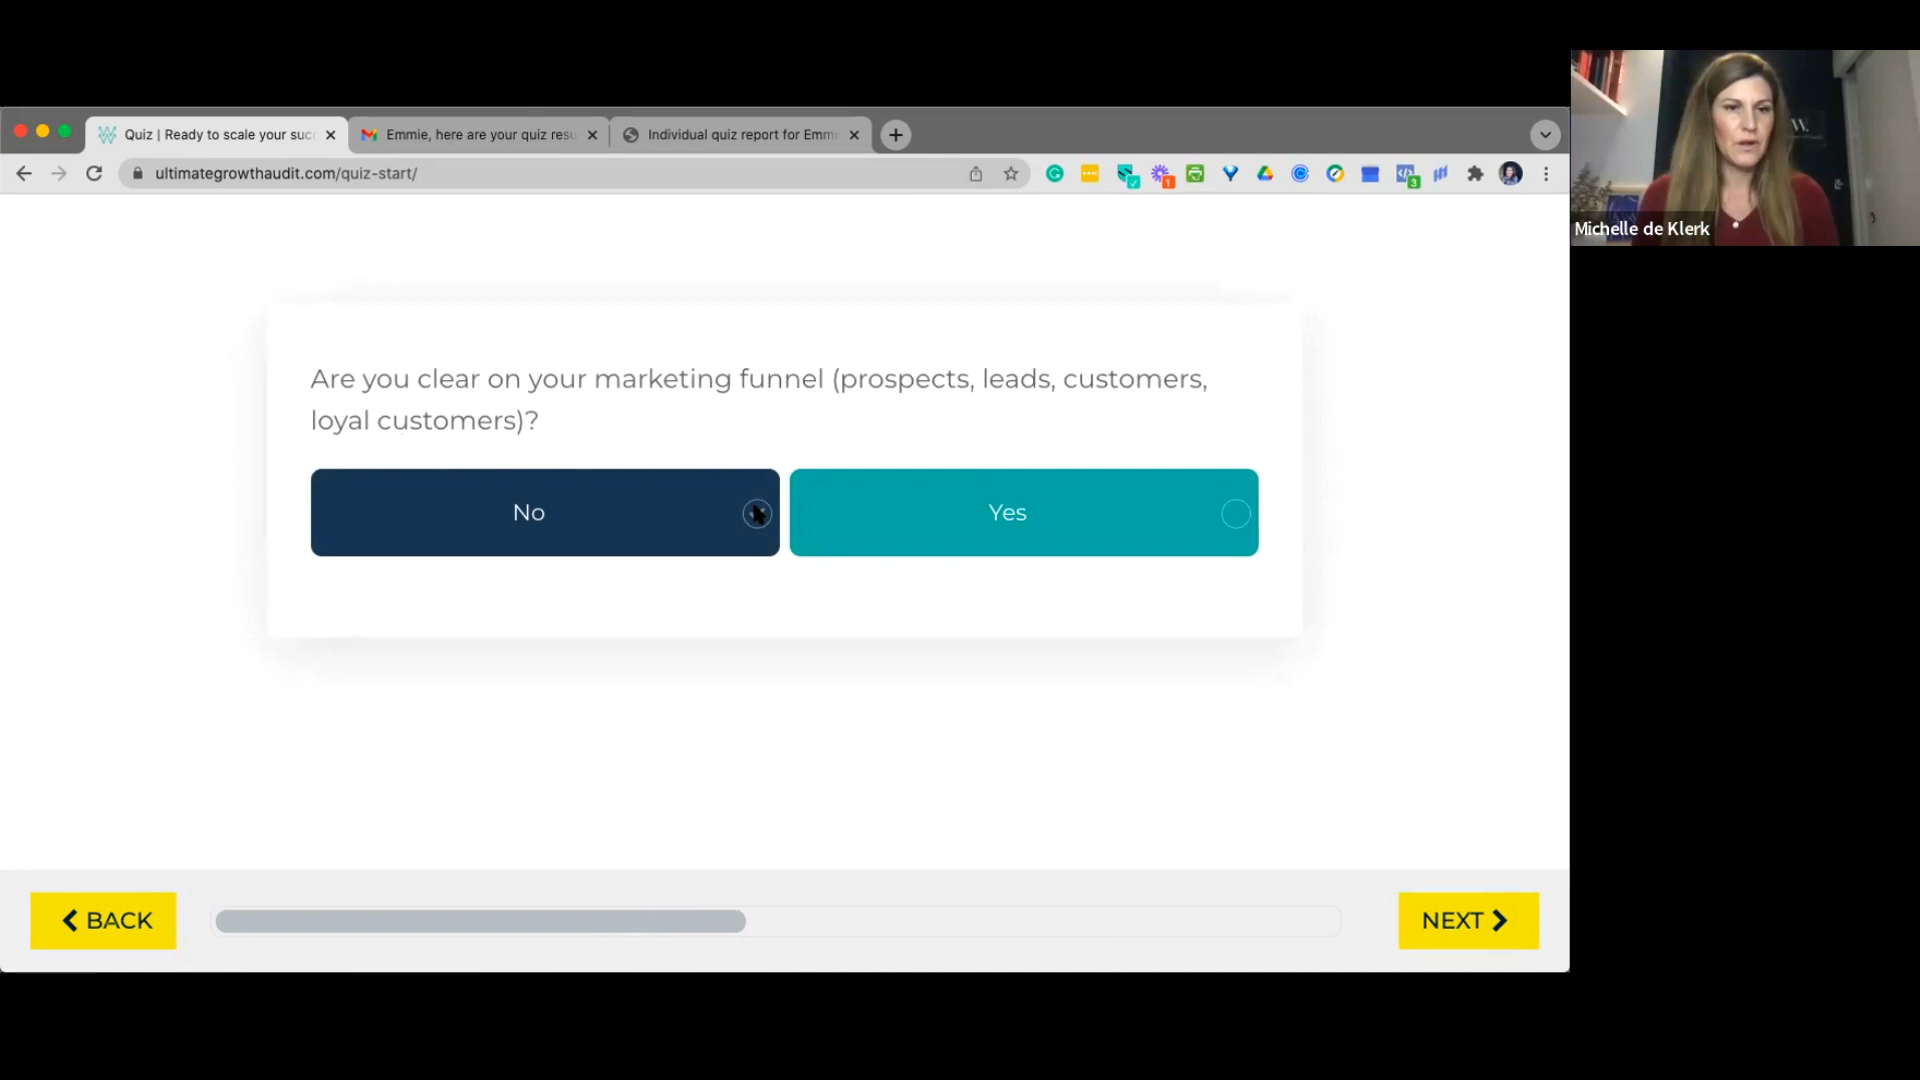 Quiz | Ready to scale your suc
Emmie, here are your quiz resu
Individual quiz report for Emm
ultimategrowthaudit.com/quiz-start/
1
3
W.
Michelle de Klerk
Are you clear on your marketing funnel (prospects, leads, customers,
loyal customers)?
No
Yes
BACK
NEXT